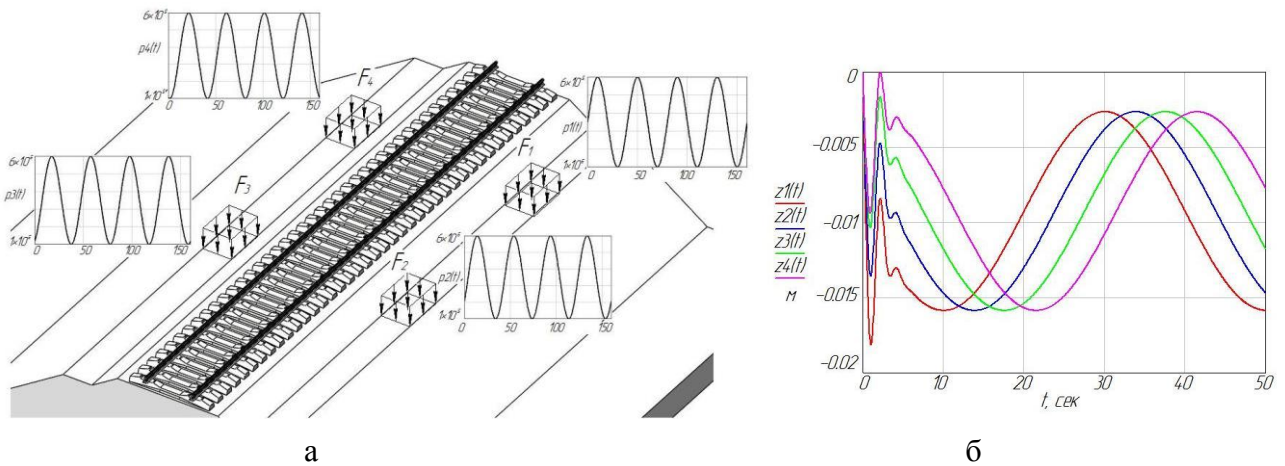 6×10⁴
p4(t)
1×10⁴
0 50 100 150
F₄
6×10⁴
p1(t)
1×10⁴
0 50 100 150
F₁
6×10⁴
p3(t)
1×10⁴
0 50 100 150
F₃
6×10⁴
p2(t)
1×10⁴
0 50 100 150
F₂
0
-0.005
-0.01
-0.015
-0.02
z1(t)
z2(t)
z3(t)
z4(t)
м
0 10 20 30 40 50
t, сек
а
б